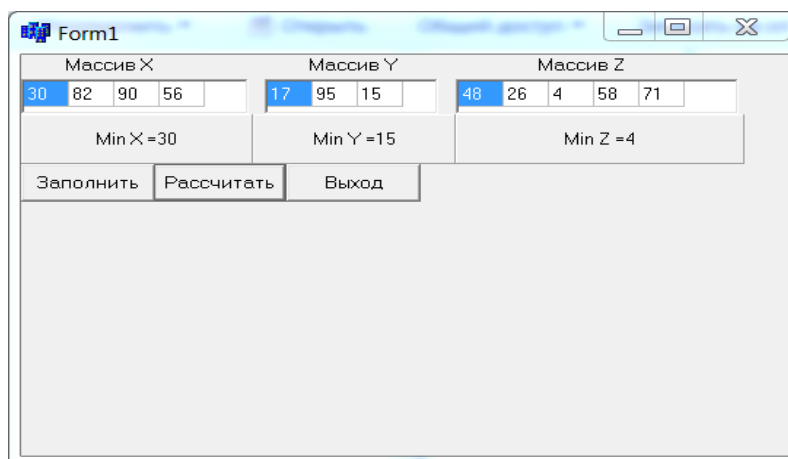 Form1
Массив X Массив Y Массив Z
30 82 90 56 17 95 15 48 26 4 58 71
Min X =30 Min Y =15 Min Z =4
Заполнить Рассчитать Выход